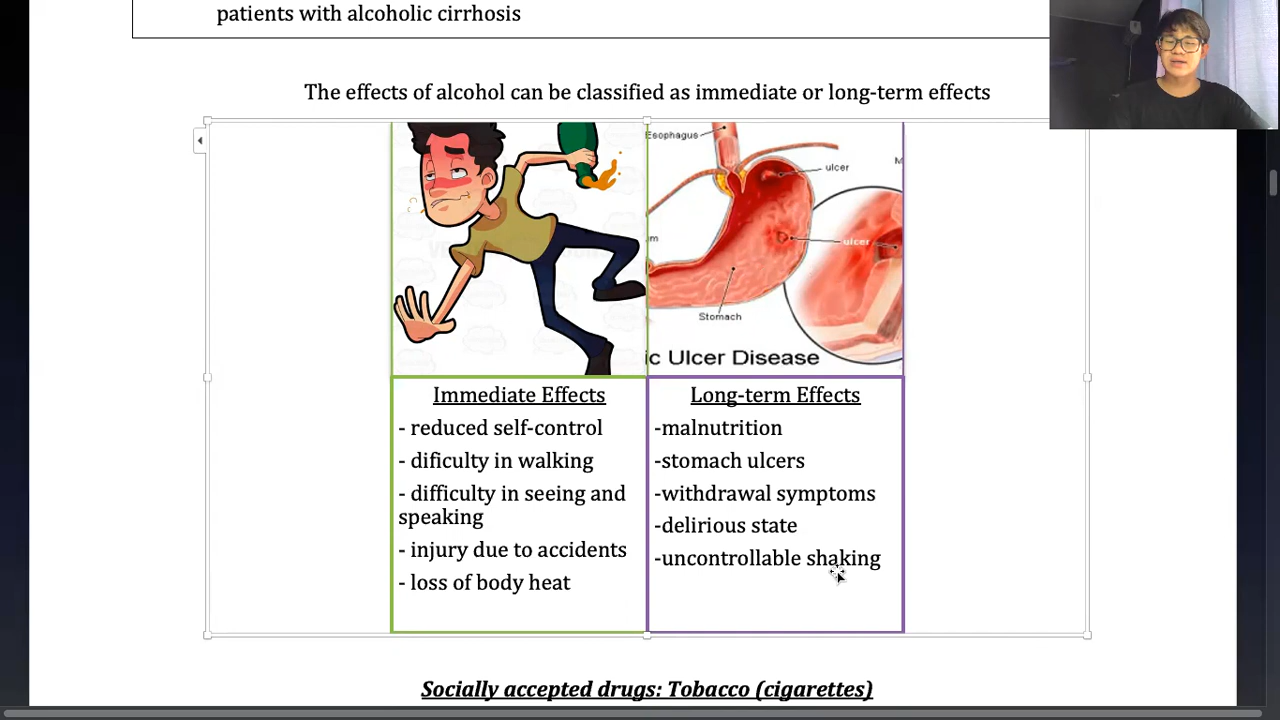 patients with alcoholic cirrhosis
The effects of alcohol can be classified as immediate or long-term effects
Esophagus
ulcer
M
m
ulcer
Stomach
ic Ulcer Disease
Immediate Effects
- reduced self-control
- dificulty in walking
- difficulty in seeing and
speaking
- injury due to accidents
- loss of body heat
Long-term Effects
-malnutrition
-stomach ulcers
-withdrawal symptoms
-delirious state
-uncontrollable shaking
Socially accepted drugs: Tobacco (cigarettes)